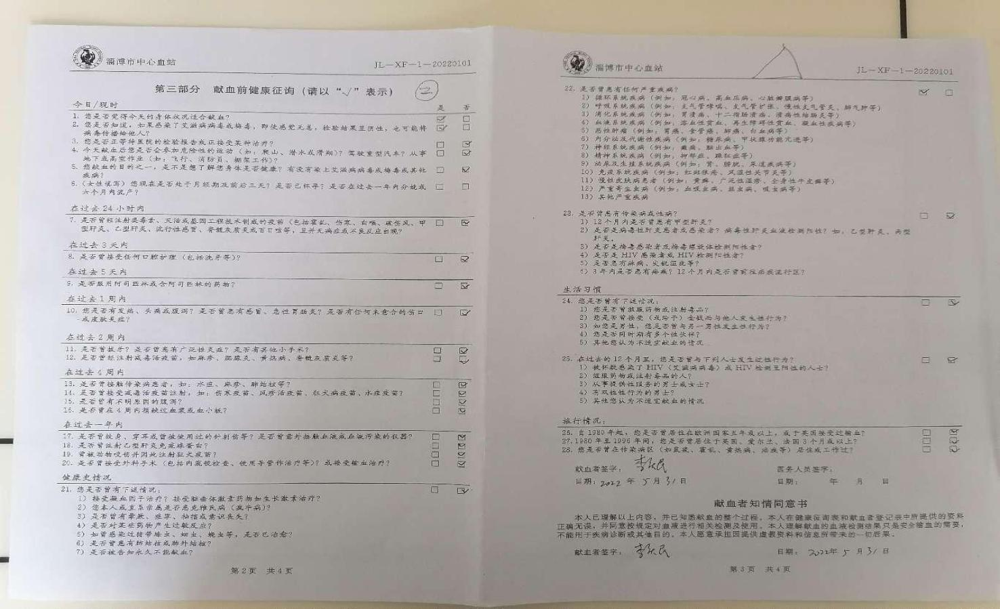 淄博市中心血站
JL-XF-1-20220101
第三部分 献血前健康征询（请以“√”表示）
今日/现时
是 否
1. 您是否觉得今天的身体状况适合献血？
2. 您是否知道，如果感染了艾滋病病毒或梅毒，即使感觉无恙，检验结果呈阴性，也可能将
病毒传播给他人？
3. 您是否正等待医院的检验报告或正接受某种治疗？
4. 今天献血后您是否会参加危险性的运动（如：爬山、潜水或滑翔）？驾驶重型汽车？从事
地下或高空作业（如：飞行、消防员、棚架工作）？
5. 您献血的目的之一，是不是想了解您身体是否健康？有没有染上艾滋病病毒或梅毒或其他
疾病？
6.（女性填写）您现在是否处于月经期及前后三天？是否已怀孕？是否在过去一年内分娩或
六个月内流产？
在过去24小时内
7. 是否曾经注射类毒素、灭活或基因工程技术制成的疫苗（包括霍乱、伤寒、白喉、破伤风、甲
型肝炎、乙型肝炎、流行性感冒、脊髓灰质炎或百日咳等，且并无病症或不良反应出现？
在过去3天内
8. 是否曾接受任何口腔护理（包括洗牙等）？
在过去5天内
9. 是否服用阿司匹林或含阿司匹林的药物？
在过去1周内
10. 您是否有发烧、头痛或腹泻？是否曾患有感冒、急性胃肠炎？是否有任何未愈合的伤口
或皮肤炎症？
在过去2周内
11. 是否曾拔牙？是否曾患有广泛性炎症？是否有其他小手术？
12. 是否曾经注射减毒活疫苗，如麻疹、腮腺炎、黄热病、脊髓灰质炎等？
在过去4周内
13. 是否曾接触传染病患者，如：水痘、麻疹、肺结核等？
14. 是否曾接受减毒活疫苗注射，如：伤寒疫苗、风疹活疫苗、狂犬病疫苗、水痘疫苗？
15. 是否曾有不明原因的腹泻？
16. 是否曾在4周内捐献过血浆或血小板？
在过去一年内
17. 是否曾纹身、穿耳或曾被使用过的针刺伤等？是否曾意外接触血液或血液污染的仪器？
18. 是否曾注射乙型肝炎免疫球蛋白？
19. 曾被动物咬伤并因此注射狂犬疫苗？
20. 是否曾接受外科手术（包括内窥镜检查、使用导管作治疗等）？或接受输血治疗？
健康史情况
21. 您是否曾有下述情况：
1）接受凝血因子治疗？接受脑垂体激素药物如生长激素治疗？
2）您本人或直系亲属是否患克雅氏病（疯牛病）？
3）是否曾有晕厥、痉挛、抽搐或意识丧失？
4）是否对某些药物产生过敏反应？
5）如曾感染过猪带绦虫、蛔虫、蛲虫等，是否已治愈？
6）是否曾患有肺结核或肺外结核？
7）是否被告知永久不能献血？
第2页 共4页
淄博市中心血站
JL-XF-1-20220101
22. 是否曾患有任何严重疾病？
1）循环系统疾病（例如：冠心病、高血压病、心脏瓣膜病等）
2）呼吸系统疾病（例如：支气管哮喘、支气管扩张、慢性支气管炎、肺气肿等）
3）消化系统疾病（例如：胃溃疡、十二指肠溃疡、溃疡性结肠炎等）
4）血液系统疾病（例如：溶血性贫血、再生障碍性贫血、凝血性疾病等）
5）恶性肿瘤（例如：胃癌、食管癌、肺癌、白血病等）
6）内分泌及代谢性疾病（例如：糖尿病、甲状腺功能亢进等）
7）神经系统疾病（例如：癫痫、脑出血等）
8）精神系统疾病（例如：抑郁症、躁狂症等）
9）泌尿及生殖系统疾病（例如：肾、膀胱、尿道疾病等）
10）免疫系统疾病（例如：红斑狼疮、风湿性关节炎等）
11）慢性皮肤病患者（例如：黄癣、广泛性湿疹、全身性牛皮癣等）
12）严重寄生虫病（例如：血吸虫病、丝虫病、吸虫病等）
13）其他严重疾病
23. 是否曾患有传染病或性病？
1）12个月内是否曾患有甲型肝炎？
2）是否是病毒性肝炎患者或感染者？病毒性肝炎血液检测阳性？如：乙型肝炎、丙型
肝炎。
3）是否是梅毒感染者或梅毒螺旋体检测阳性者？
4）是否是HIV感染者或HIV检测阳性者？
5）是否患有淋病、尖锐湿疣等？
6）3年内是否患有疟疾？12个月内是否曾前往疟疾流行区？
生活习惯
24. 您是否曾有下述情况：
1）您是否曾滥服药物或注射毒品？
2）您是否曾接受（或给予）金钱而与他人发生性行为？
3）如您是男性，您是否曾与另一男性发生性行为？
4）您是否同时期有多个性伙伴？
5）其他您认为不适宜献血的情况
25. 在过去的12个月里，您是否曾与下列人士发生过性行为？
1）被怀疑感染了HIV（艾滋病病毒）或HIV检测呈阳性的人士？
2）滥服药物或注射毒品的人？
3）从事提供性服务的男士或女士？
4）有双性性行为的男士？
5）其他您认为不适宜献血的情况
旅行情况：
26. 自1980年起，您是否曾居住在欧洲国家五年或以上，或于英国接受过输血？
27. 1980年至1996年间，您是否曾居住于英国、爱尔兰、法国3个月或以上？
28. 您是否曾在传染病区（如鼠疫、霍乱、黄热病、疟疾等）居住或工作过？
献血者签字： 医务人员签字：
日期：2022年5月31日 日期： 年 月 日
献血者知情同意书
本人已理解以上内容，并已知悉献血的整个过程。本人在健康征询表和献血者登记表中所提供的资料
正确无误，并同意按规定对血液进行相关检测及使用。本人理解献血的血液检测结果只是安全输血的需要，
不能用于疾病诊断或其他目的。本人愿意承担因提供虚假资料和信息所带来的一切后果。
献血者签字： 日期：2022年5月31日
第3页 共4页